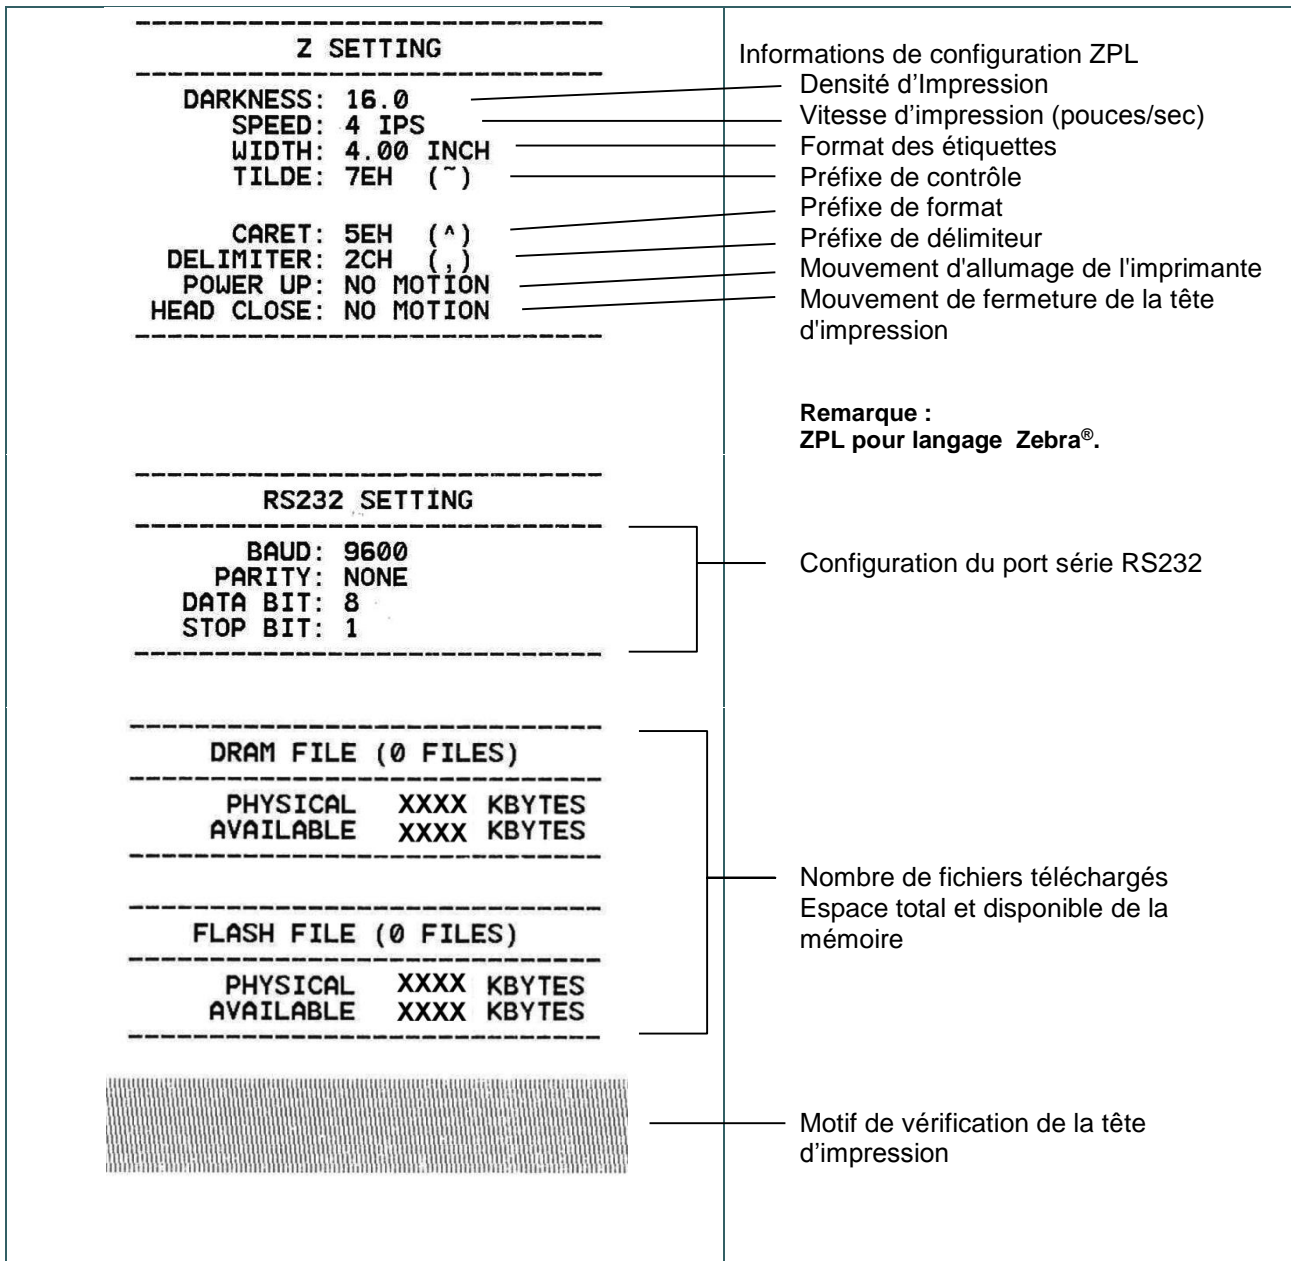 Z SETTING
DARKNESS: 16.0
SPEED: 4 IPS
WIDTH: 4.00 INCH
TILDE: 7EH (~)
CARET: 5EH (^)
DELIMITER: 2CH (,)
POWER UP: NO MOTION
HEAD CLOSE: NO MOTION
Informations de configuration ZPL
Densité d’Impression
Vitesse d’impression (pouces/sec)
Format des étiquettes
Préfixe de contrôle
Préfixe de format
Préfixe de délimiteur
Mouvement d'allumage de l'imprimante
Mouvement de fermeture de la tête
d'impression
Remarque :
ZPL pour langage Zebra®.
RS232 SETTING
BAUD: 9600
PARITY: NONE
DATA BIT: 8
STOP BIT: 1
Configuration du port série RS232
DRAM FILE (0 FILES)
PHYSICAL XXXX KBYTES
AVAILABLE XXXX KBYTES
FLASH FILE (0 FILES)
PHYSICAL XXXX KBYTES
AVAILABLE XXXX KBYTES
Nombre de fichiers téléchargés
Espace total et disponible de la
mémoire
Motif de vérification de la tête
d’impression